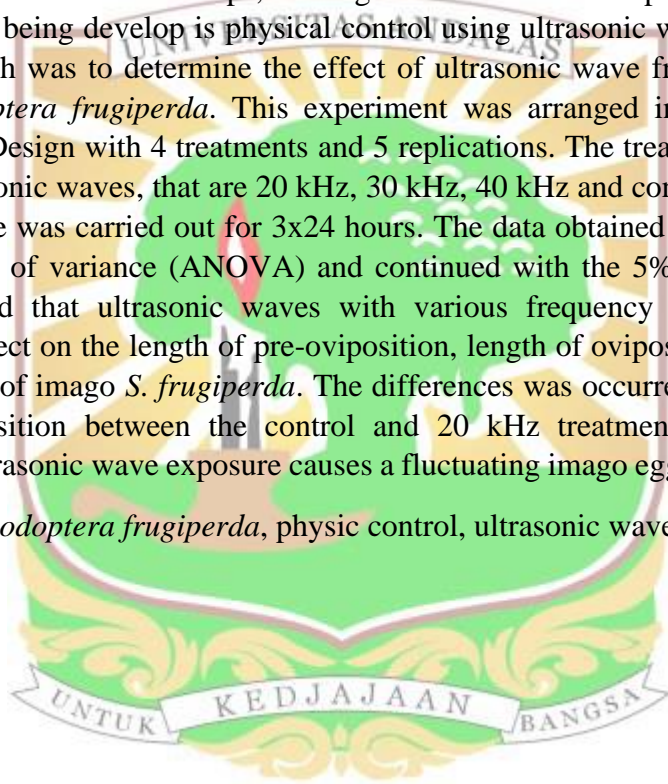 being develop is physical control using ultrasonic w
UNIVERSITAS ANDALAS
h was to determine the effect of ultrasonic wave fr
ptera frugiperda. This experiment was arranged in
Design with 4 treatments and 5 replications. The trea
onic waves, that are 20 kHz, 30 kHz, 40 kHz and con
e was carried out for 3x24 hours. The data obtained
of variance (ANOVA) and continued with the 5%
d that ultrasonic waves with various frequency
ect on the length of pre-oviposition, length of ovipos
of imago S. frugiperda. The differences was occurre
sition between the control and 20 kHz treatmen
rasonic wave exposure causes a fluctuating imago egg
odoptera frugiperda, physic control, ultrasonic wave
UNTUK KEDJAJAAN BANGSA